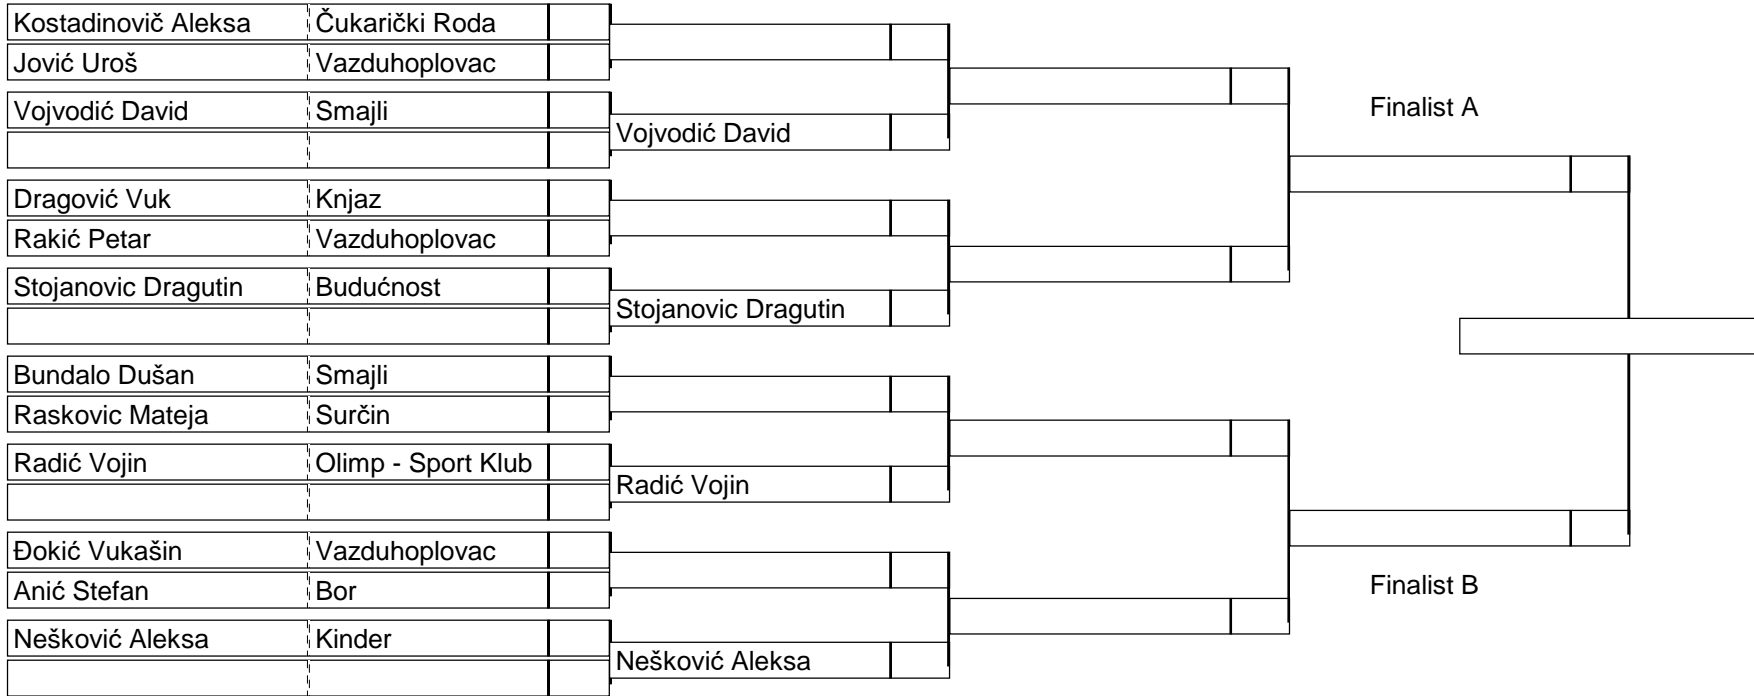 Kostadinovič Aleksa Čukarički Roda
Jović Uroš Vazduhoplovac
Vojvodić David Smajli
Vojvodić David
Finalist A
Dragović Vuk Knjaz
Rakić Petar Vazduhoplovac
Stojanovic Dragutin Budućnost
Stojanovic Dragutin
Bundalo Dušan Smajli
Raskovic Mateja Surčin
Radić Vojin Olimp - Sport Klub
Radić Vojin
Đokić Vukašin Vazduhoplovac
Anić Stefan Bor
Finalist B
Nešković Aleksa Kinder
Nešković Aleksa